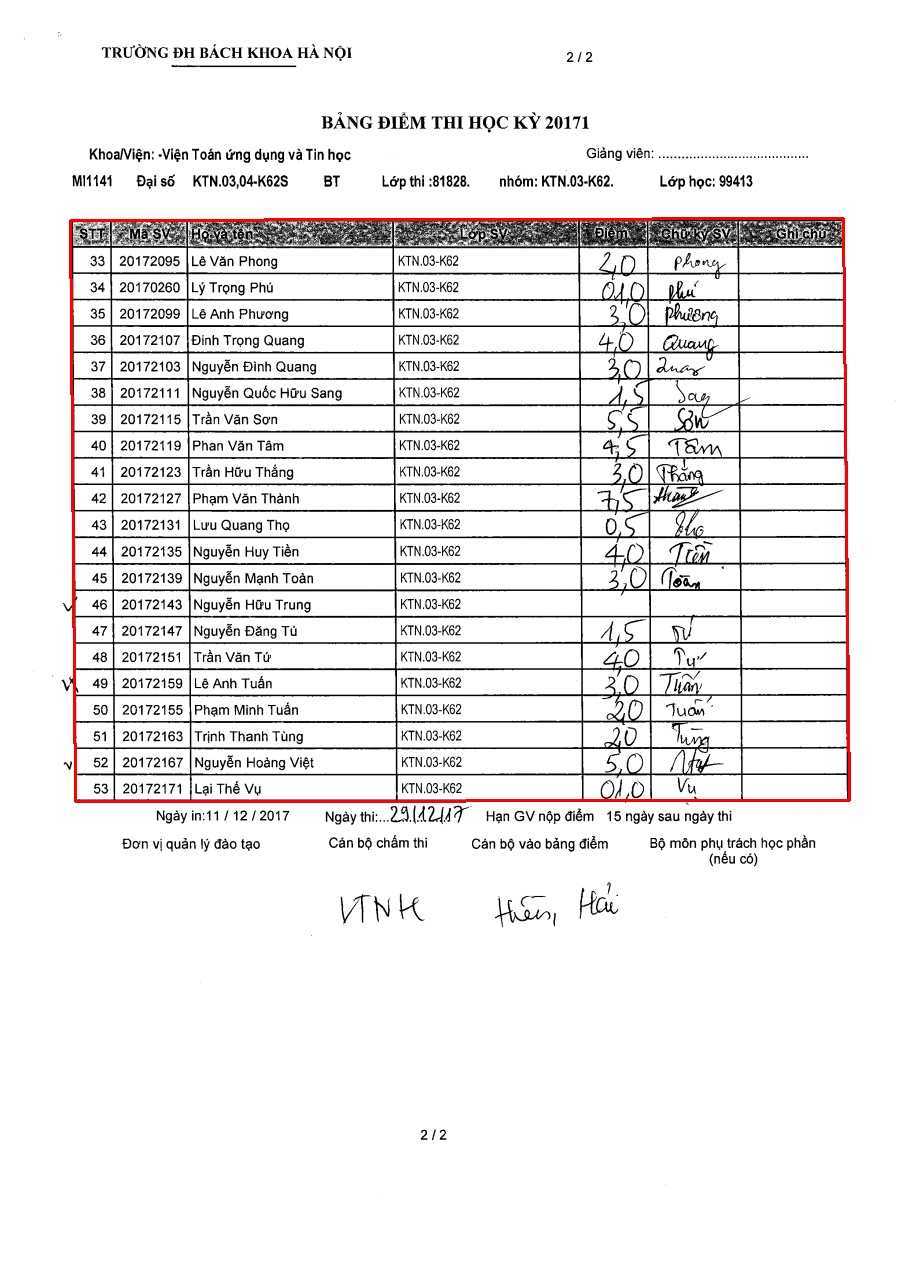 TRƯỜNG ĐH BÁCH KHOA HÀ NỘI 2 / 2
BẢNG ĐIỂM THI HỌC KỲ 20171
Khoa/Viện: -Viện Toán ứng dụng và Tin học Giảng viên: ........................................
MI1141 Đại số KTN.03,04-K62S BT Lớp thi :81828. nhóm: KTN.03-K62. Lớp học: 99413
STT Mã SV Họ và tên Lớp SV Điểm Chữ ký SV Ghi chú
33 20172095 Lê Văn Phong KTN.03-K62 2,0 Phong
34 20170260 Lý Trọng Phú KTN.03-K62 01,0 Phú
35 20172099 Lê Anh Phương KTN.03-K62 3,0 Phương
36 20172107 Đinh Trọng Quang KTN.03-K62 4,0 Quang
37 20172103 Nguyễn Đình Quang KTN.03-K62 3,0 Quang
38 20172111 Nguyễn Quốc Hữu Sang KTN.03-K62 1,5 Sang
39 20172115 Trần Văn Sơn KTN.03-K62 5,5 Sơn
40 20172119 Phan Văn Tâm KTN.03-K62 4,5 Tâm
41 20172123 Trần Hữu Thắng KTN.03-K62 3,0 Thắng
42 20172127 Phạm Văn Thành KTN.03-K62 7,5 thành
43 20172131 Lưu Quang Thọ KTN.03-K62 0,5 Thọ
44 20172135 Nguyễn Huy Tiền KTN.03-K62 4,0 Tiền
45 20172139 Nguyễn Mạnh Toàn KTN.03-K62 3,0 Toàn
46 20172143 Nguyễn Hữu Trung KTN.03-K62
47 20172147 Nguyễn Đăng Tú KTN.03-K62 1,5 Tú
48 20172151 Trần Văn Tứ KTN.03-K62 4,0 Tứ
49 20172159 Lê Anh Tuấn KTN.03-K62 3,0 Tuấn
50 20172155 Phạm Minh Tuấn KTN.03-K62 2,0 Tuấn
51 20172163 Trịnh Thanh Tùng KTN.03-K62 2,0 Tùng
52 20172167 Nguyễn Hoàng Việt KTN.03-K62 5,0
53 20172171 Lại Thế Vụ KTN.03-K62 01,0 Vụ
Ngày in:11 / 12 / 2017 Ngày thi:...29/12/17 Hạn GV nộp điểm 15 ngày sau ngày thi
Đơn vị quản lý đào tạo Cán bộ chấm thi Cán bộ vào bảng điểm Bộ môn phụ trách học phần
(nếu có)
VTNH Hiền, Hải
2 / 2